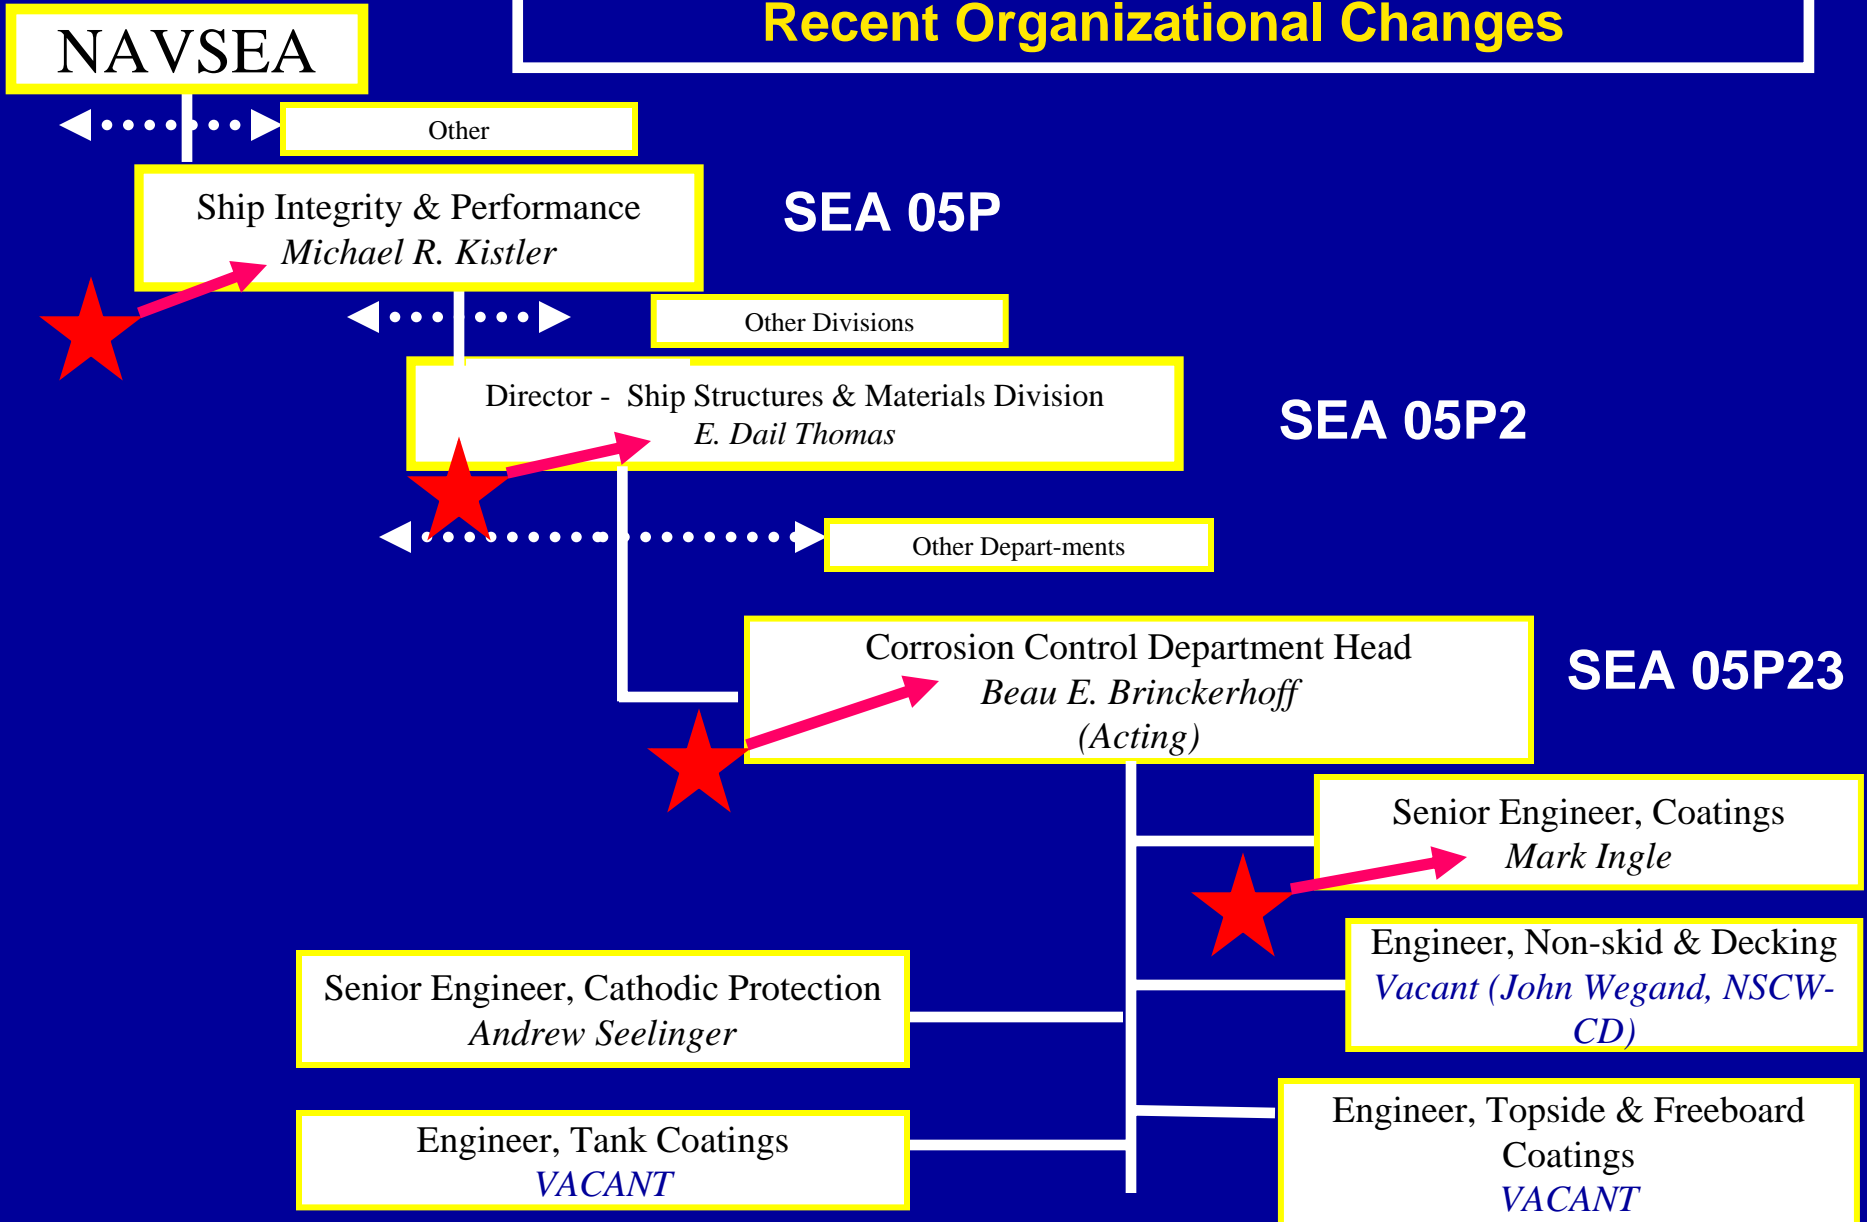 Recent Organizational Changes
NAVSEA
Other
Ship Integrity & Performance
Michael R. Kistler
SEA 05P
Other Divisions
Director - Ship Structures & Materials Division
E. Dail Thomas
SEA 05P2
Other Depart-ments
Corrosion Control Department Head
Beau E. Brinckerhoff
(Acting)
SEA 05P23
Senior Engineer, Coatings
Mark Ingle
Engineer, Non-skid & Decking
Vacant (John Wegand, NSCW-
CD)
Senior Engineer, Cathodic Protection
Andrew Seelinger
Engineer, Topside & Freeboard
Coatings
VACANT
Engineer, Tank Coatings
VACANT